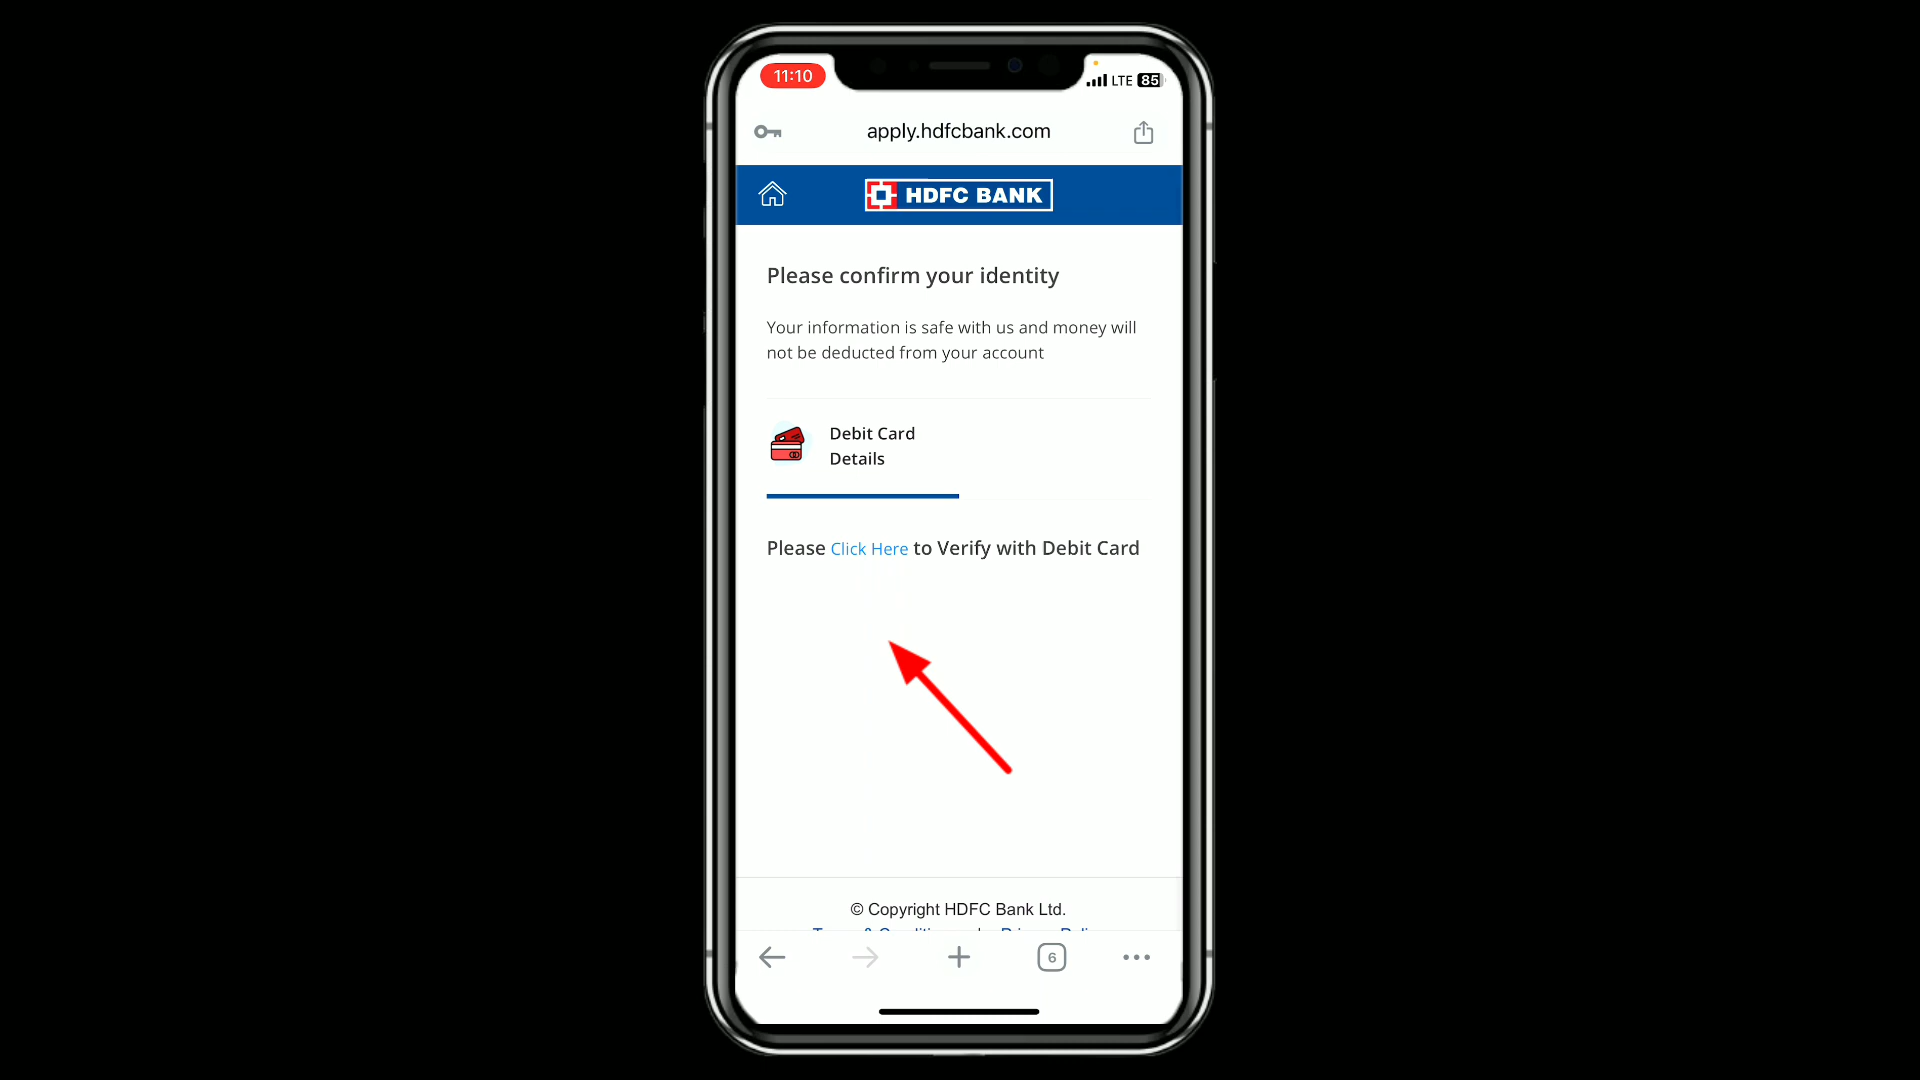 11:10
LTE 85
apply.hdfcbank.com
HDFC BANK
Please confirm your identity
Your information is safe with us and money will
not be deducted from your account
Debit Card
Details
Please Click Here to Verify with Debit Card
© Copyright HDFC Bank Ltd.
6